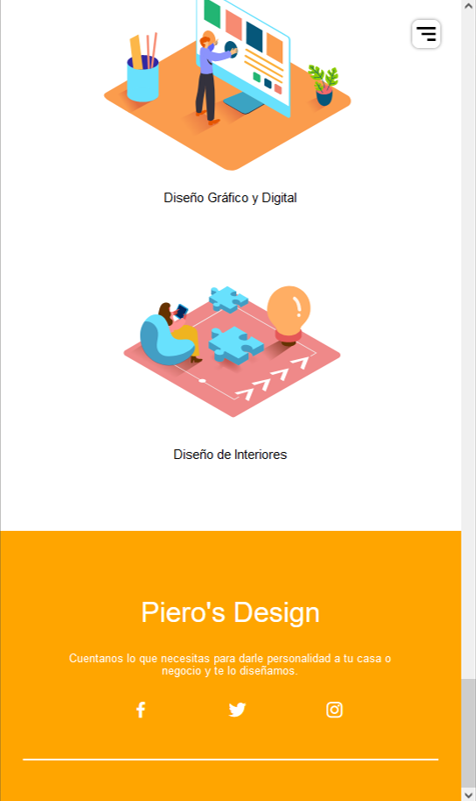 Diseño Gráfico y Digital
Diseño de Interiores
Piero's Design
Cuentanos lo que necesitas para darle personalidad a tu casa o
negocio y te lo diseñamos.